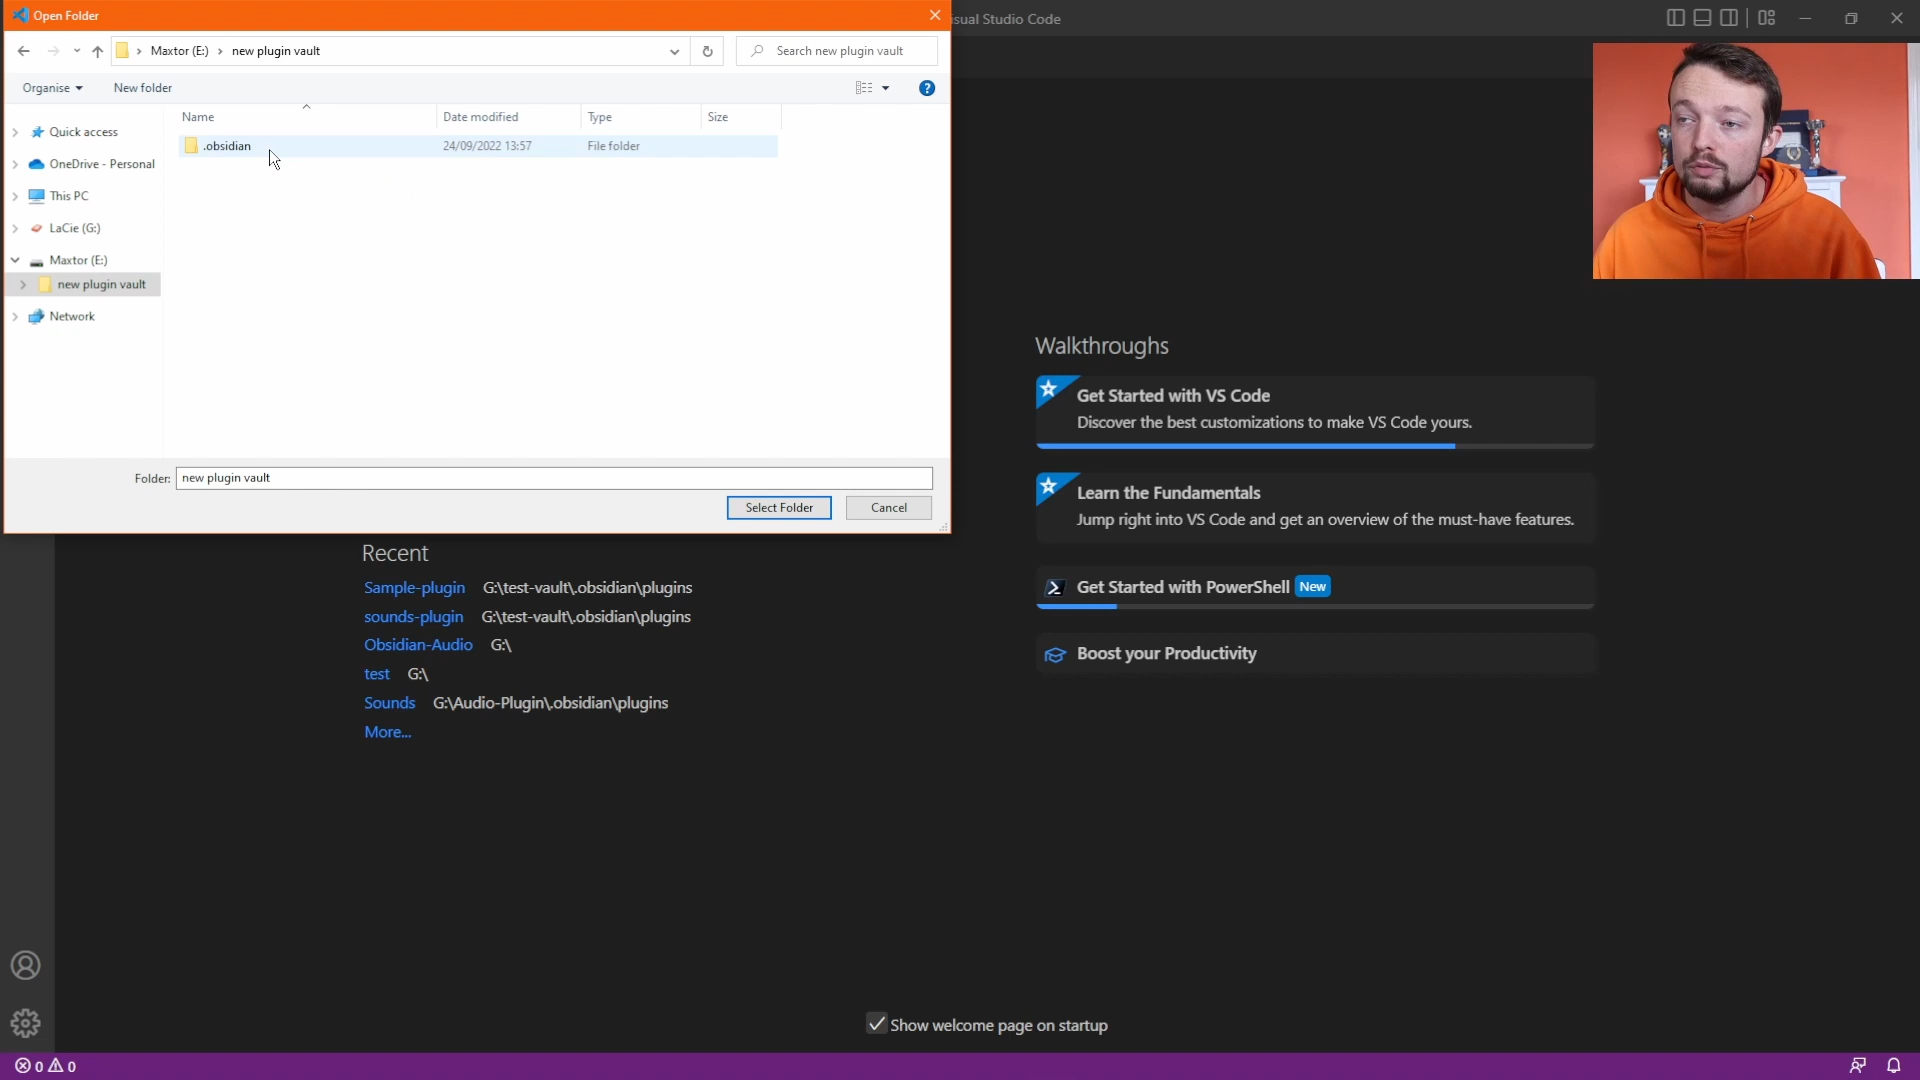 Open Folder
usual Studio Code
Maxtor (E:) > new plugin vault
Search new plugin vault
Organise
New folder
Name
Date modified
Type
Size
.obsidian
24/09/2022 13:57
File folder
Quick access
OneDrive - Personal
This PC
LaCie (G:)
Maxtor (E:)
new plugin vault
Network
Folder: new plugin vault
Select Folder
Cancel
Recent
Sample-plugin G:\test-vault\.obsidian\plugins
sounds-plugin G:\test-vault\.obsidian\plugins
Obsidian-Audio G:\
test G:\
Sounds G:\Audio-Plugin\.obsidian\plugins
More...
Walkthroughs
Get Started with VS Code
Discover the best customizations to make VS Code yours.
Learn the Fundamentals
Jump right into VS Code and get an overview of the must-have features.
Get Started with PowerShell New
Boost your Productivity
Show welcome page on startup
0 0